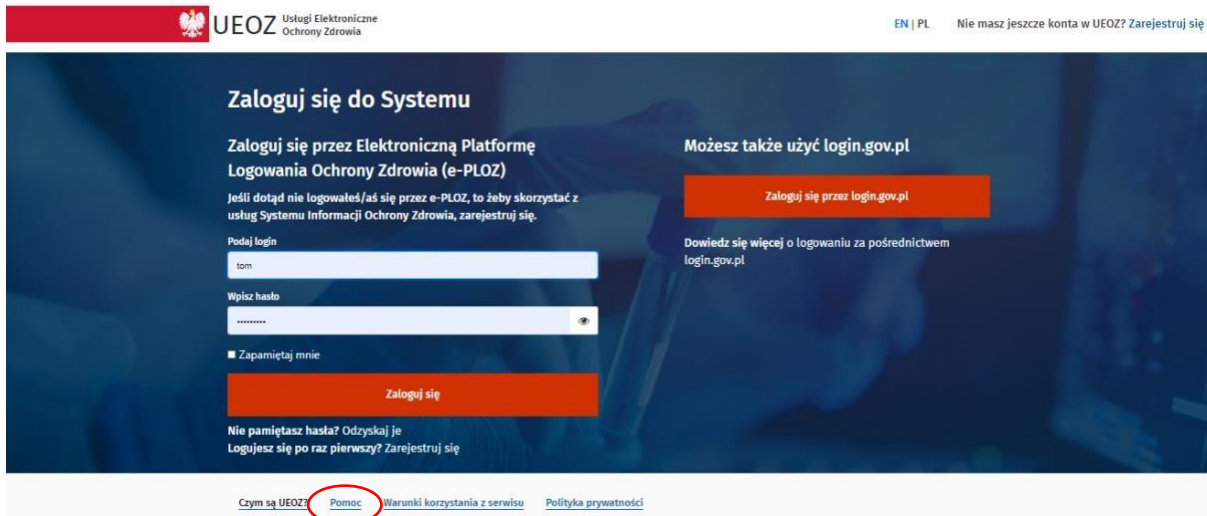 UEOZ Usługi Elektroniczne
Ochrony Zdrowia
EN | PL Nie masz jeszcze konta w UEOZ? Zarejestruj się
Zaloguj się do Systemu
Zaloguj się przez Elektroniczną Platformę
Logowania Ochrony Zdrowia (e-PLOZ)
Jeśli dotąd nie logowałeś/aś się przez e-PLOZ, to żeby skorzystać z
usług Systemu Informacji Ochrony Zdrowia, zarejestruj się.
Podaj login
tom
Wpisz hasło
•••••••••
Zapamiętaj mnie
Zaloguj się
Nie pamiętasz hasła? Odzyskaj je
Logujesz się po raz pierwszy? Zarejestruj się
Możesz także użyć login.gov.pl
Zaloguj się przez login.gov.pl
Dowiedz się więcej o logowaniu za pośrednictwem
login.gov.pl
Czym są UEOZ? Pomoc Warunki korzystania z serwisu Polityka prywatności